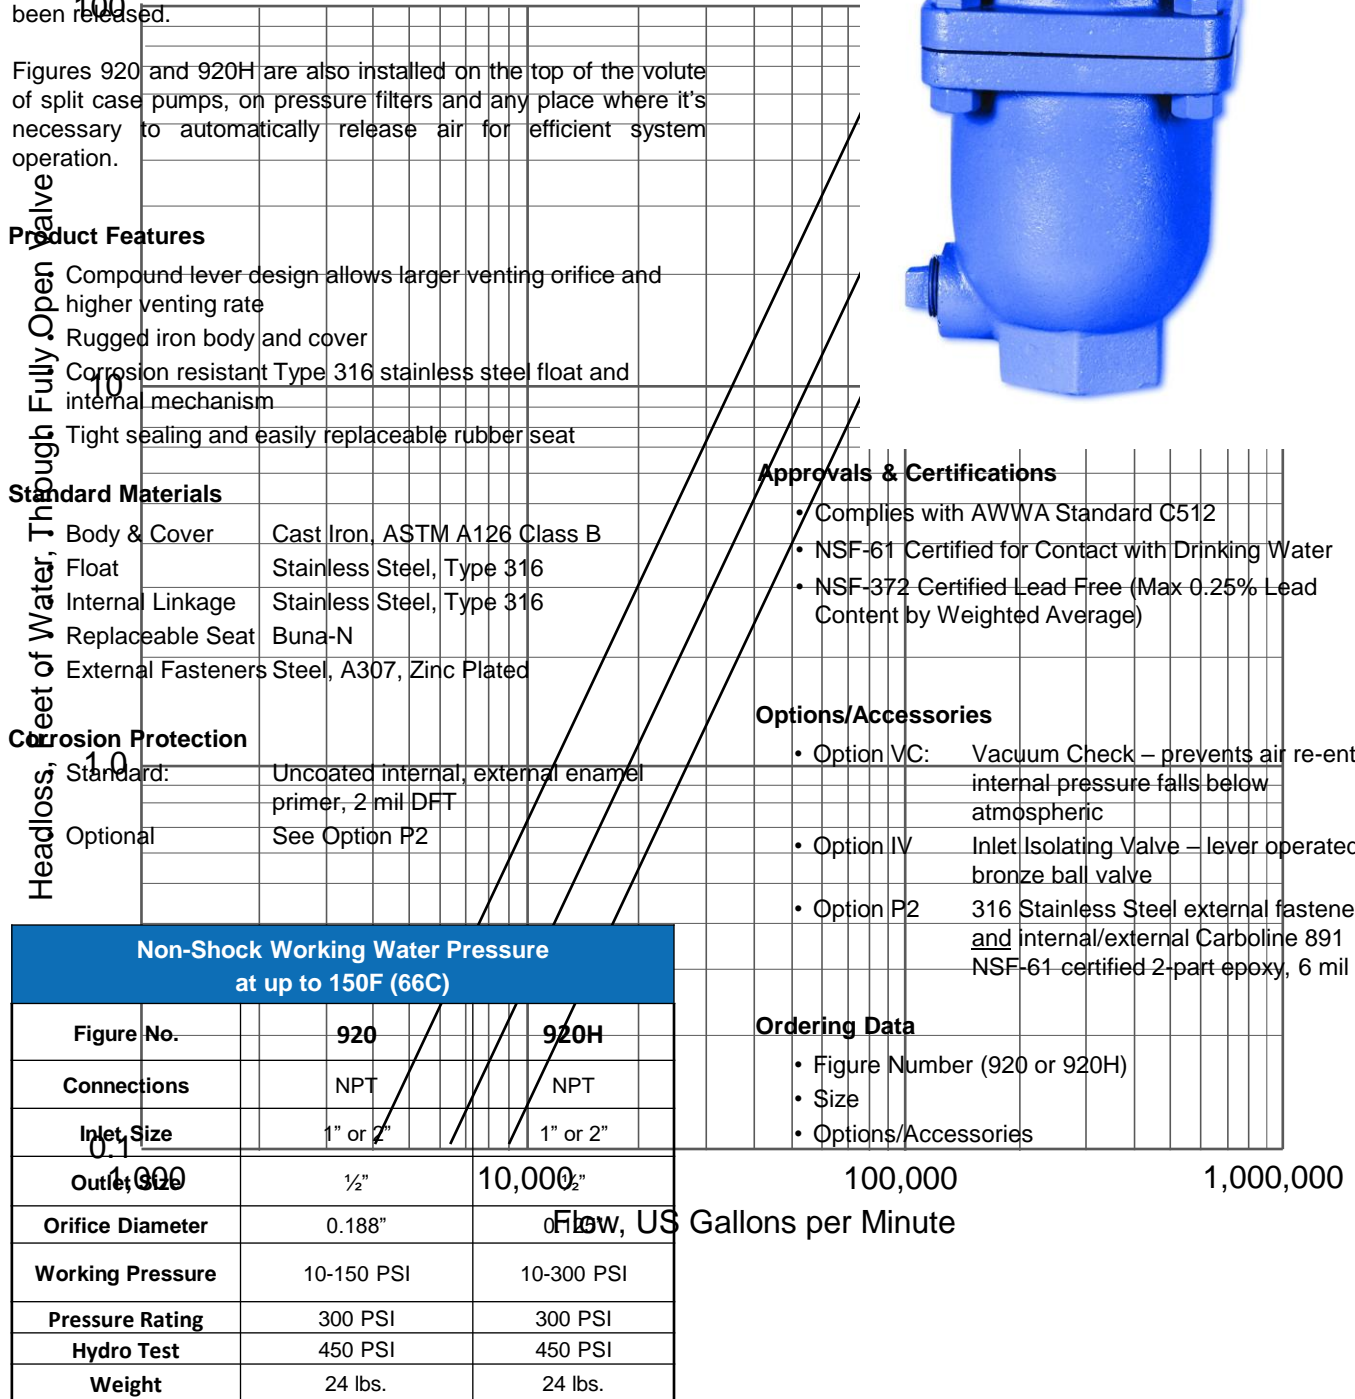 been released.
Figures 920 and 920H are also installed on the top of the volute
of split case pumps, on pressure filters and any place where it’s
necessary to automatically release air for efficient system
operation.
Product Features
• Compound lever design allows larger venting orifice and
higher venting rate
• Rugged iron body and cover
• Corrosion resistant Type 316 stainless steel float and
internal mechanism
• Tight sealing and easily replaceable rubber seat
Standard Materials
• Body & Cover Cast Iron, ASTM A126 Class B
• Float Stainless Steel, Type 316
• Internal Linkage Stainless Steel, Type 316
• Replaceable Seat Buna-N
• External Fasteners Steel, A307, Zinc Plated
Corrosion Protection
• Standard: Uncoated internal, external enamel
primer, 2 mil DFT
• Optional See Option P2
Non-Shock Working Water Pressure
at up to 150F (66C)
Figure No. 920 920H
Connections NPT NPT
Inlet Size 1” or 2” 1” or 2”
Outlet Size ½” ½”
Orifice Diameter 0.188” 0.125”
Working Pressure 10-150 PSI 10-300 PSI
Pressure Rating 300 PSI 300 PSI
Hydro Test 450 PSI 450 PSI
Weight 24 lbs. 24 lbs.
Approvals & Certifications
• Complies with AWWA Standard C512
• NSF-61 Certified for Contact with Drinking Water
• NSF-372 Certified Lead Free (Max 0.25% Lead
Content by Weighted Average)
Options/Accessories
• Option VC: Vacuum Check – prevents air re-ent
internal pressure falls below
atmospheric
• Option IV Inlet Isolating Valve – lever operated
bronze ball valve
• Option P2 316 Stainless Steel external fastene
and internal/external Carboline 891
NSF-61 certified 2-part epoxy, 6 mil
Ordering Data
• Figure Number (920 or 920H)
• Size
• Options/Accessories
Headloss, Feet of Water, Through Fully Open Valve
100
10
1.0
0.1
1,000 10,000 100,000 1,000,000
Flow, US Gallons per Minute